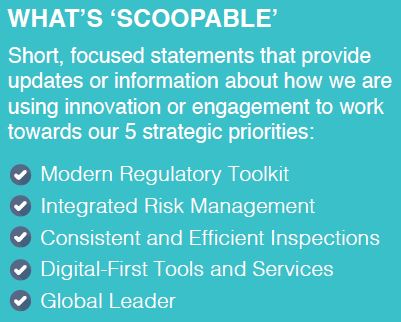 WHAT’S ‘SCOOPABLE’
Short, focused statements that provide
updates or information about how we are
using innovation or engagement to work
towards our 5 strategic priorities:
Modern Regulatory Toolkit
Integrated Risk Management
Consistent and Efficient Inspections
Digital-First Tools and Services
Global Leader